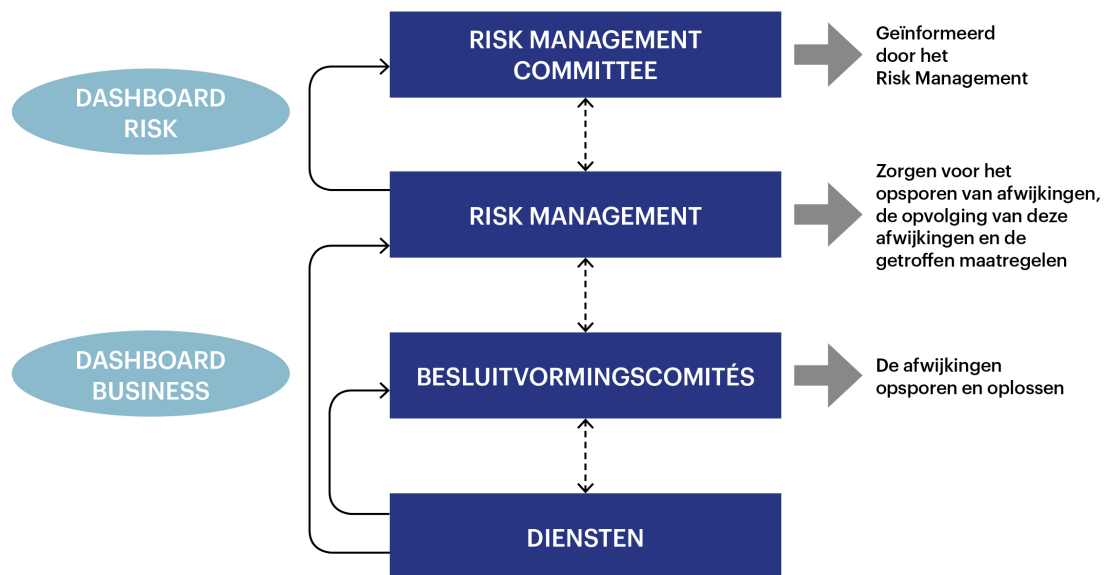 RISK MANAGEMENT
COMMITTEE
Geïnformeerd
door het
Risk Management
DASHBOARD
RISK
RISK MANAGEMENT
Zorgen voor het
opsporen van afwijkingen,
de opvolging van deze
afwijkingen en de
getroffen maatregelen
DASHBOARD
BUSINESS
BESLUITVORMINGSCOMITÉS
De afwijkingen
opsporen en oplossen
DIENSTEN